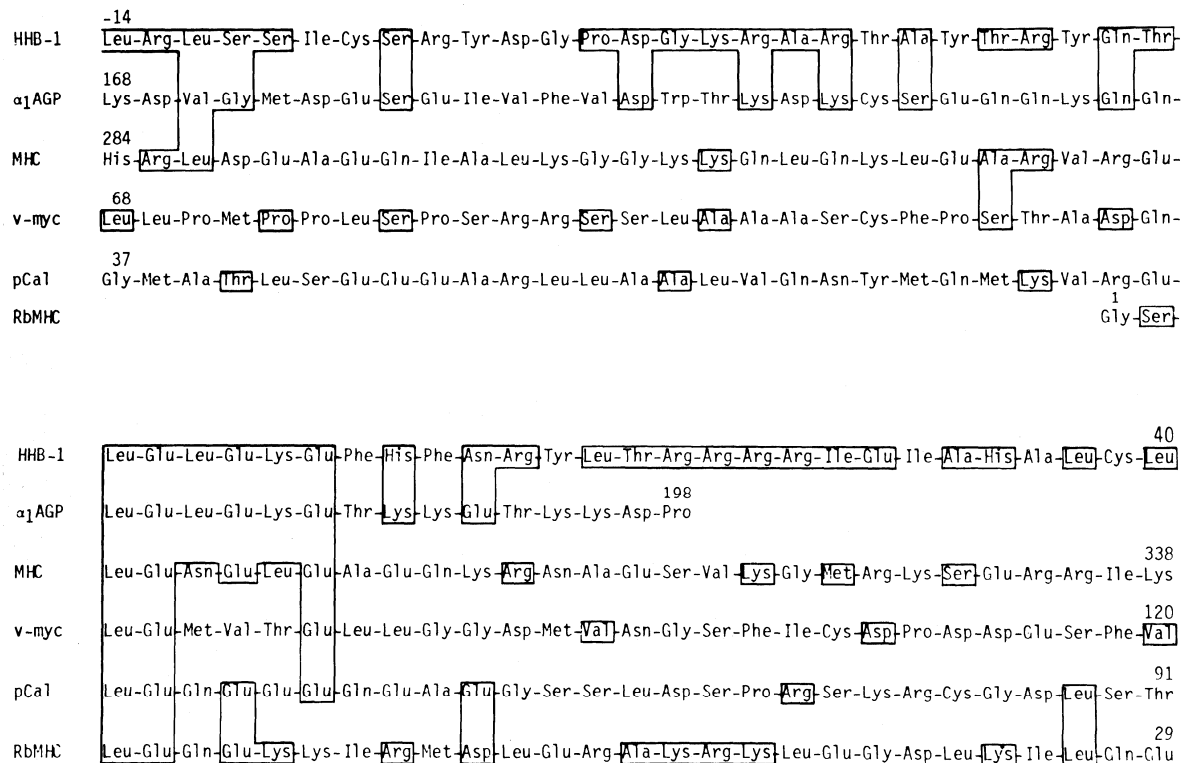 -14
HHB-1 Leu-Arg-Leu-Ser-Ser-Ile-Cys-Ser-Arg-Tyr-Asp-Gly-Pro-Asp-Gly-Lys-Arg-Ala-Arg-Thr-Ala-Tyr-Thr-Arg-Tyr-Gln-Thr-
168
α1AGP Lys-Asp-Val-Gly-Met-Asp-Glu-Ser-Glu-Ile-Val-Phe-Val-Asp-Trp-Thr-Lys-Asp-Lys-Cys-Ser-Glu-Gln-Gln-Lys-Gln-Gln-
284
MHC His-Arg-Leu-Asp-Glu-Ala-Glu-Gln-Ile-Ala-Leu-Lys-Gly-Gly-Lys-Lys-Gln-Leu-Gln-Lys-Leu-Glu-Ala-Arg-Val-Arg-Glu-
68
v-myc Leu-Leu-Pro-Met-Pro-Pro-Leu-Ser-Pro-Ser-Arg-Arg-Ser-Ser-Leu-Ala-Ala-Ala-Ser-Cys-Phe-Pro-Ser-Thr-Ala-Asp-Gln-
37
pCal Gly-Met-Ala-Thr-Leu-Ser-Glu-Glu-Glu-Ala-Arg-Leu-Leu-Ala-Ala-Leu-Val-Gln-Asn-Tyr-Met-Gln-Met-Lys-Val-Arg-Glu-
1
RbMHC Gly-Ser-
40
HHB-1 Leu-Glu-Leu-Glu-Lys-Glu-Phe-His-Phe-Asn-Arg-Tyr-Leu-Thr-Arg-Arg-Arg-Arg-Ile-Glu-Ile-Ala-His-Ala-Leu-Cys-Leu
198
α1AGP Leu-Glu-Leu-Glu-Lys-Glu-Thr-Lys-Lys-Glu-Thr-Lys-Lys-Asp-Pro
338
MHC Leu-Glu-Asn-Glu-Leu-Glu-Ala-Glu-Gln-Lys-Arg-Asn-Ala-Glu-Ser-Val-Lys-Gly-Met-Arg-Lys-Ser-Glu-Arg-Arg-Ile-Lys
120
v-myc Leu-Glu-Met-Val-Thr-Glu-Leu-Leu-Gly-Gly-Asp-Met-Val-Asn-Gly-Ser-Phe-Ile-Cys-Asp-Pro-Asp-Asp-Glu-Ser-Phe-Val
91
pCal Leu-Glu-Gln-Glu-Glu-Glu-Gln-Glu-Ala-Glu-Gly-Ser-Ser-Leu-Asp-Ser-Pro-Arg-Ser-Lys-Arg-Cys-Gly-Asp-Leu-Ser-Thr
29
RbMHC Leu-Glu-Gln-Glu-Lys-Lys-Ile-Arg-Met-Asp-Leu-Glu-Arg-Ala-Lys-Arg-Lys-Leu-Glu-Gly-Asp-Leu-Lys-Ile-Leu-Gln-Glu